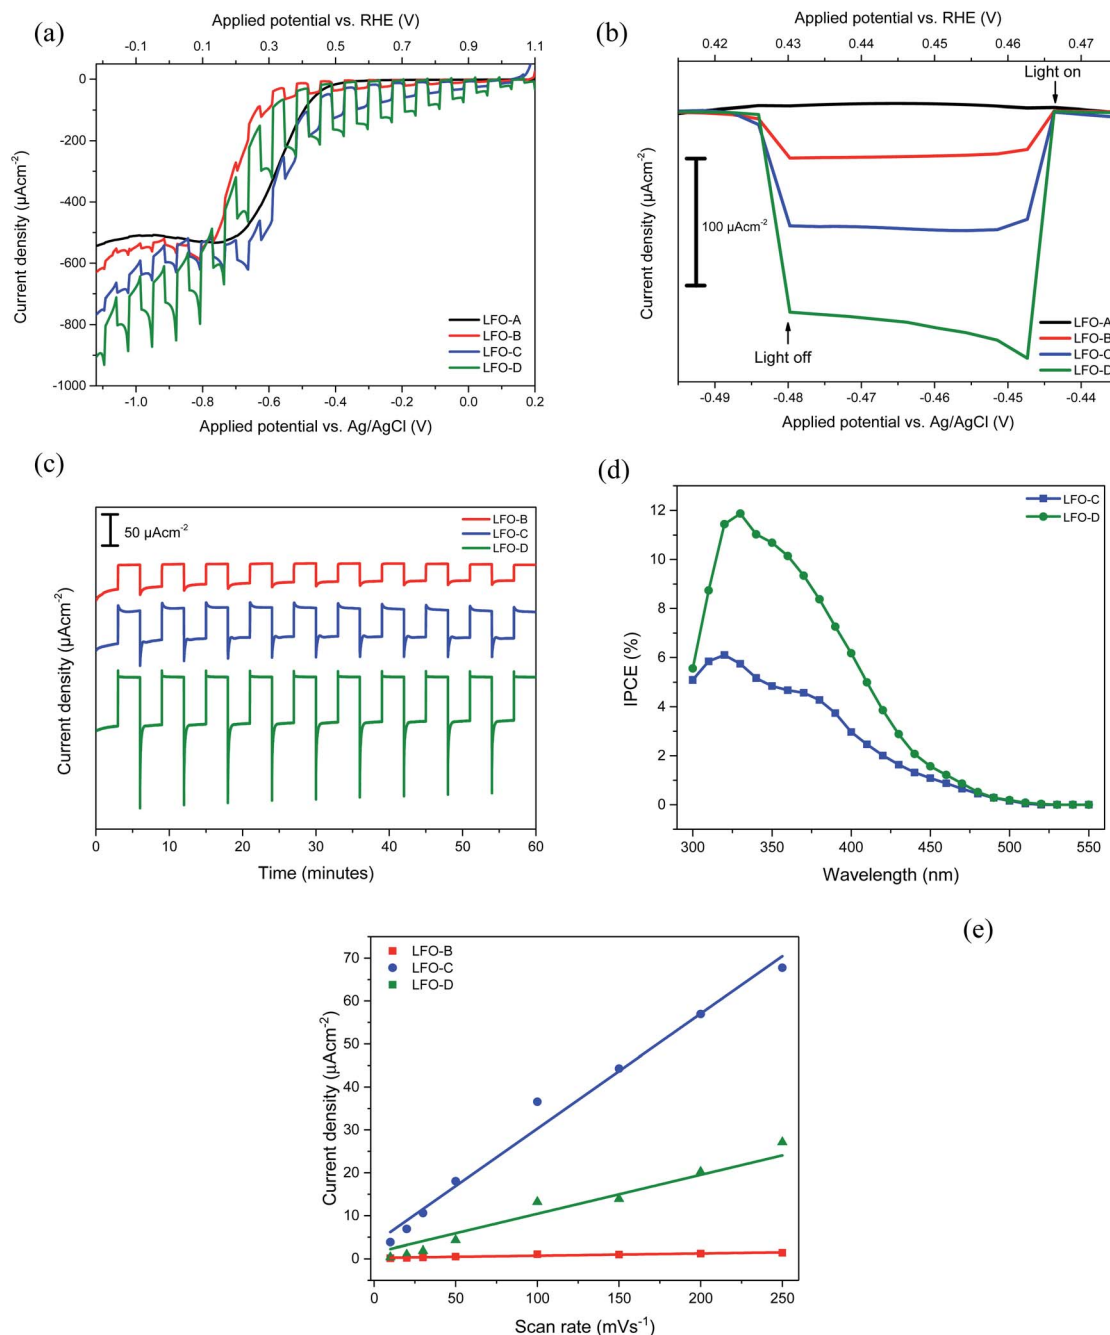 (a)
Applied potential vs. RHE (V)
-0.1 0.1 0.3 0.5 0.7 0.9 1.1
Current density (µAcm⁻²)
0
-200
-400
-600
-800
-1000
LFO-A
LFO-B
LFO-C
LFO-D
-1.0 -0.8 -0.6 -0.4 -0.2 0.0 0.2
Applied potential vs. Ag/AgCl (V)
(b)
Applied potential vs. RHE (V)
0.42 0.43 0.44 0.45 0.46 0.47
Current density (µAcm⁻²)
Light on
100 µAcm⁻²
Light off
LFO-A
LFO-B
LFO-C
LFO-D
-0.49 -0.48 -0.47 -0.46 -0.45 -0.44
Applied potential vs. Ag/AgCl (V)
(c)
Current density (µAcm⁻²)
50 µAcm⁻²
LFO-B
LFO-C
LFO-D
0 10 20 30 40 50 60
Time (minutes)
(d)
IPCE (%)
12
10
8
6
4
2
0
LFO-C
LFO-D
300 350 400 450 500 550
Wavelength (nm)
(e)
Current density (µAcm⁻²)
70
60
50
40
30
20
10
0
LFO-B
LFO-C
LFO-D
0 50 100 150 200 250
Scan rate (mVs⁻¹)